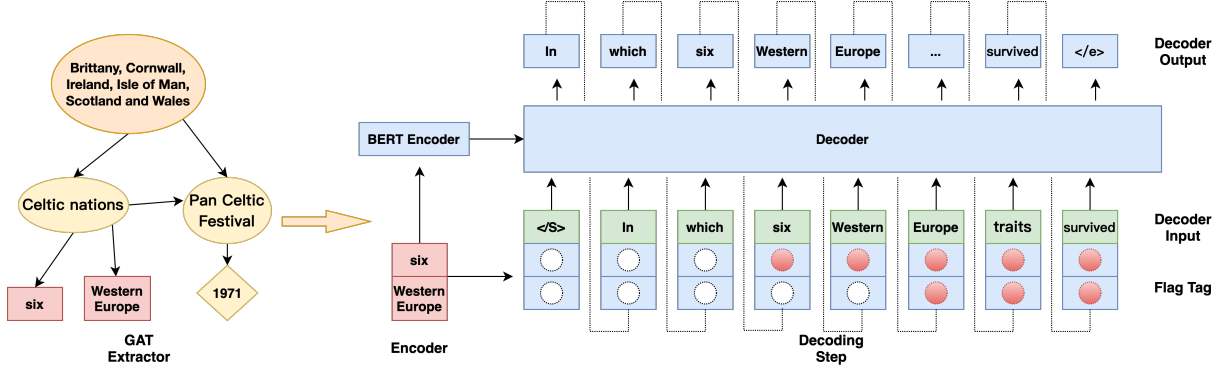 Brittany, Cornwall,
Ireland, Isle of Man,
Scotland and Wales
Celtic nations
Pan Celtic
Festival
six
Western
Europe
1971
GAT
Extractor
BERT Encoder
six
Western
Europe
Encoder
In which six Western Europe ... survived </e>
Decoder
Output
Decoder
</S> In which six Western Europe traits survived
Decoder
Input
Flag Tag
Decoding
Step